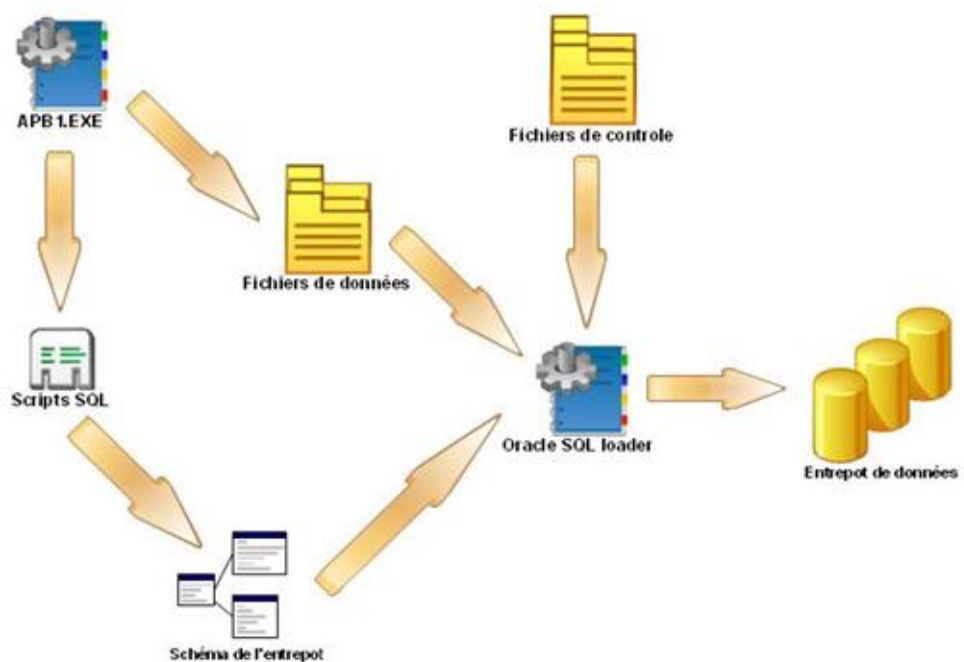 APB1.EXE
Fichiers de controle
Fichiers de données
Scripts SQL
Oracle SQL loader
Entrepot de données
Schéma de l'entrepot